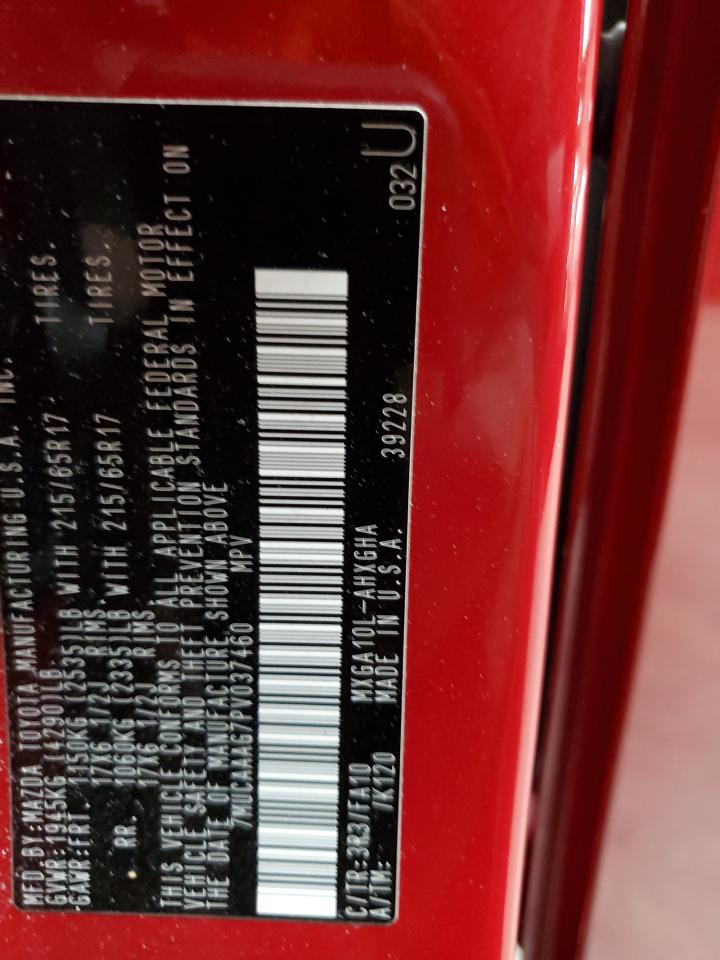 MFD BY:MAZDA TOYOTA MANUFACTURING U.S.A. INC.
GVWR:1945KG (4290)LB.
GAWR:FRT. 1150KG (2535)LB WITH 215/65R17 TIRES.
17X6 1/2J RIMS.
RR. 1060KG (2335)LB WITH 215/65R17 TIRES.
17X6 1/2J RIMS.
THIS VEHICLE CONFORMS TO ALL APPLICABLE FEDERAL MOTOR
VEHICLE SAFETY AND THEFT PREVENTION STANDARDS IN EFFECT ON
THE DATE OF MANUFACTURE SHOWN ABOVE
7MUCAAAG7PV037460 MPV
C/TR:3R3/FA10 MXGA10L-AHXGHA
A/TM: /K120 MADE IN U.S.A. 39228 032 U